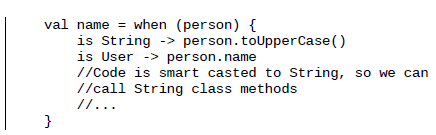 val name = when (person) {
is String -> person.toUpperCase()
is User -> person.name
//Code is smart casted to String, so we can
//call String class methods
//...
}